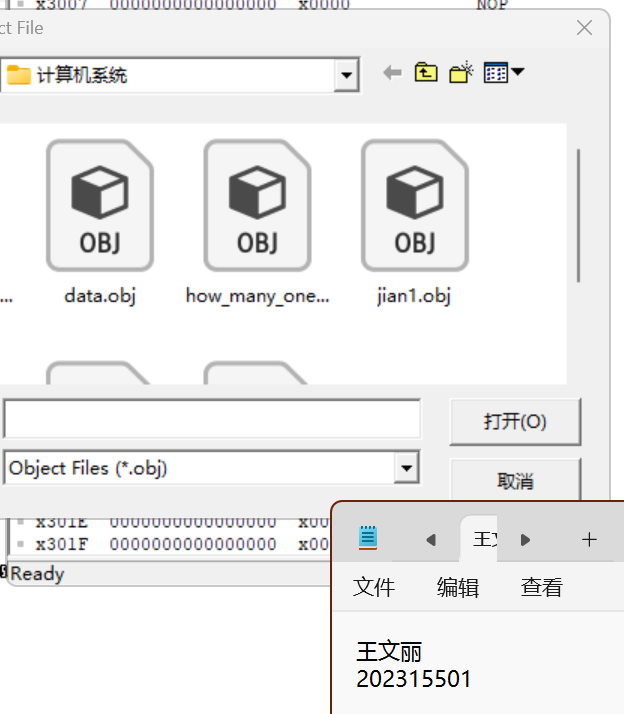 x3007 0000000000000000 x0000 NOP
ct File
计算机系统
OBJ OBJ OBJ
... data.obj how_many_one... jian1.obj
打开(O)
Object Files (*.obj)
取消
x301E 0000000000000000 x00
x301F 0000000000000000 x00
Ready
王文
文件 编辑 查看
王文丽
202315501